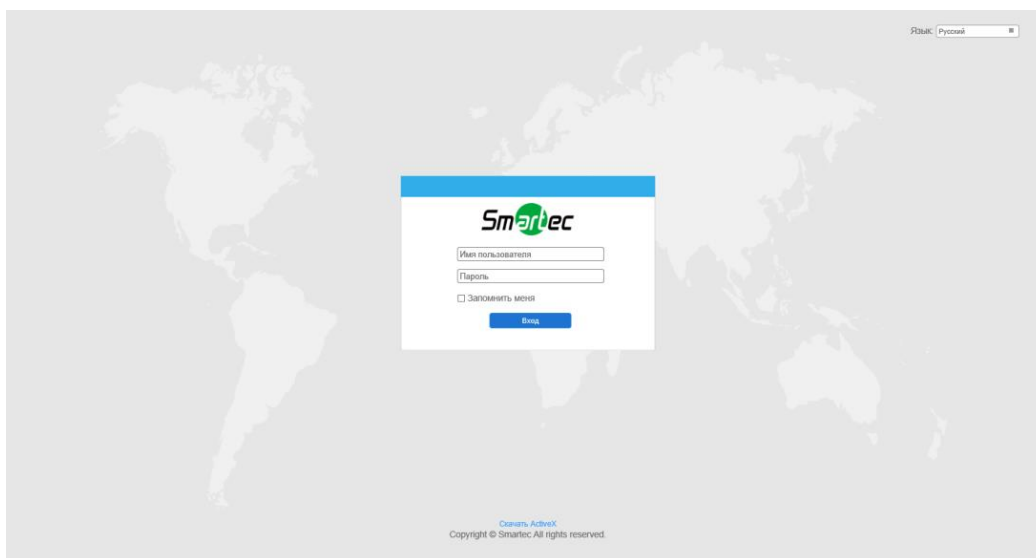 Язык: Русский
Smartec
Имя пользователя
Пароль
Запомнить меня
Вход
Скачать ActiveX
Copyright © Smartec All rights reserved.